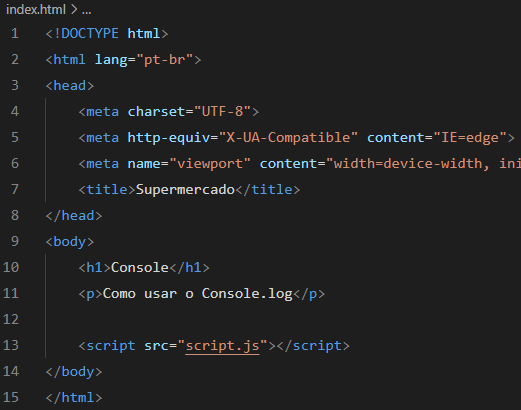 index.html > ...
1 <!DOCTYPE html>
2 <html lang="pt-br">
3 <head>
4 <meta charset="UTF-8">
5 <meta http-equiv="X-UA-Compatible" content="IE=edge">
6 <meta name="viewport" content="width=device-width, ini
7 <title>Supermercado</title>
8 </head>
9 <body>
10 <h1>Console</h1>
11 <p>Como usar o Console.log</p>
12
13 <script src="script.js"></script>
14 </body>
15 </html>